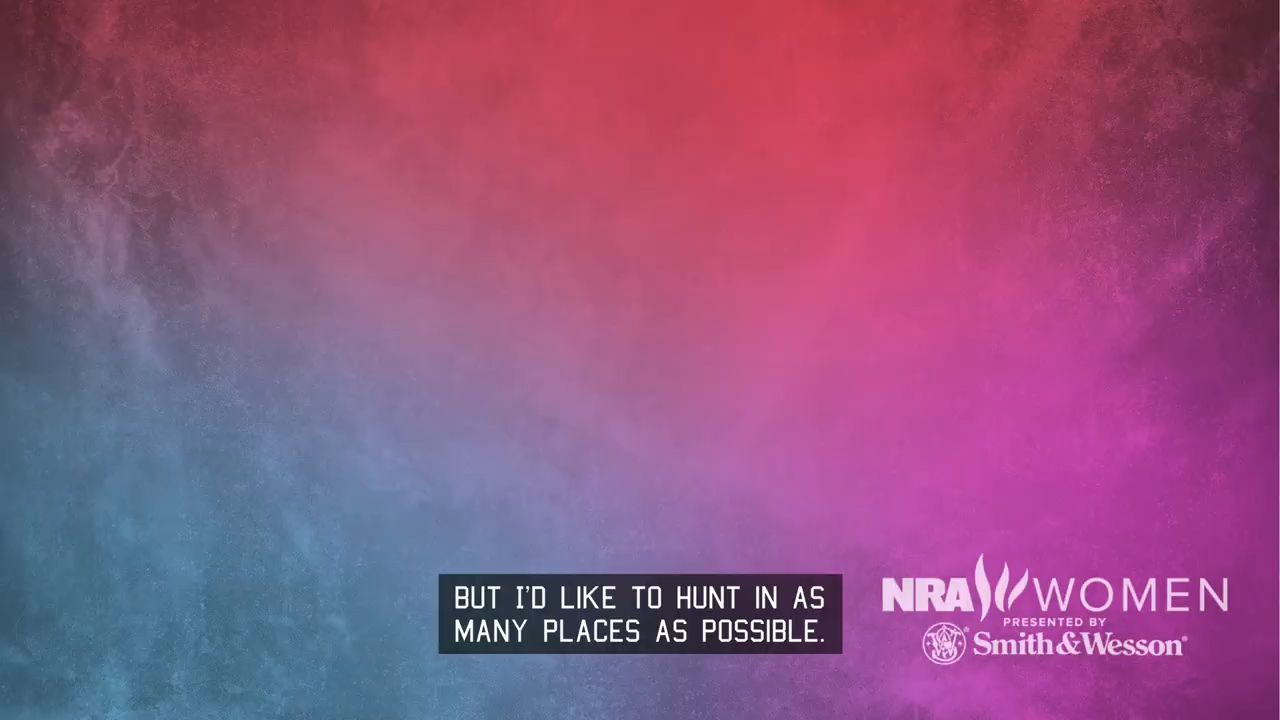 BUT I'D LIKE TO HUNT IN AS
MANY PLACES AS POSSIBLE.
NRA WOMEN
PRESENTED BY
Smith & Wesson®